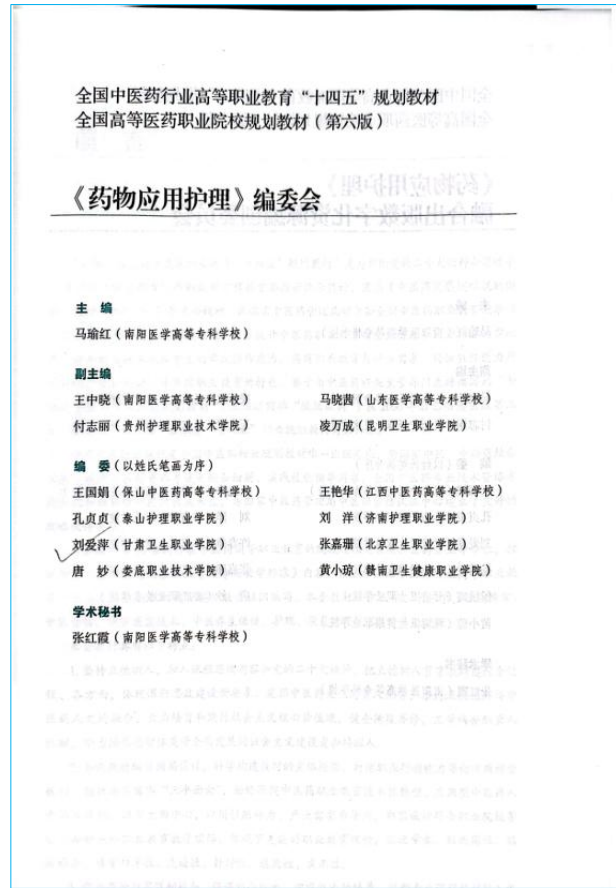 全国中医药行业高等职业教育“十四五”规划教材
全国高等医药职业院校规划教材（第六版）
《药物应用护理》编委会
主 编
马瑜红（南阳医学高等专科学校）
副主编
王中晓（南阳医学高等专科学校） 马晓茜（山东医学高等专科学校）
付志丽（贵州护理职业技术学院） 凌万成（昆明卫生职业学院）
编 委（以姓氏笔画为序）
王国娟（保山中医药高等专科学校） 王艳华（江西中医药高等专科学校）
孔贞贞（泰山护理职业学院） 刘 洋（济南护理职业学院）
刘爱萍（甘肃卫生职业学院） 张嘉珊（北京卫生职业学院）
唐 妙（娄底职业技术学院） 黄小琼（赣南卫生健康职业学院）
学术秘书
张红霞（南阳医学高等专科学校）